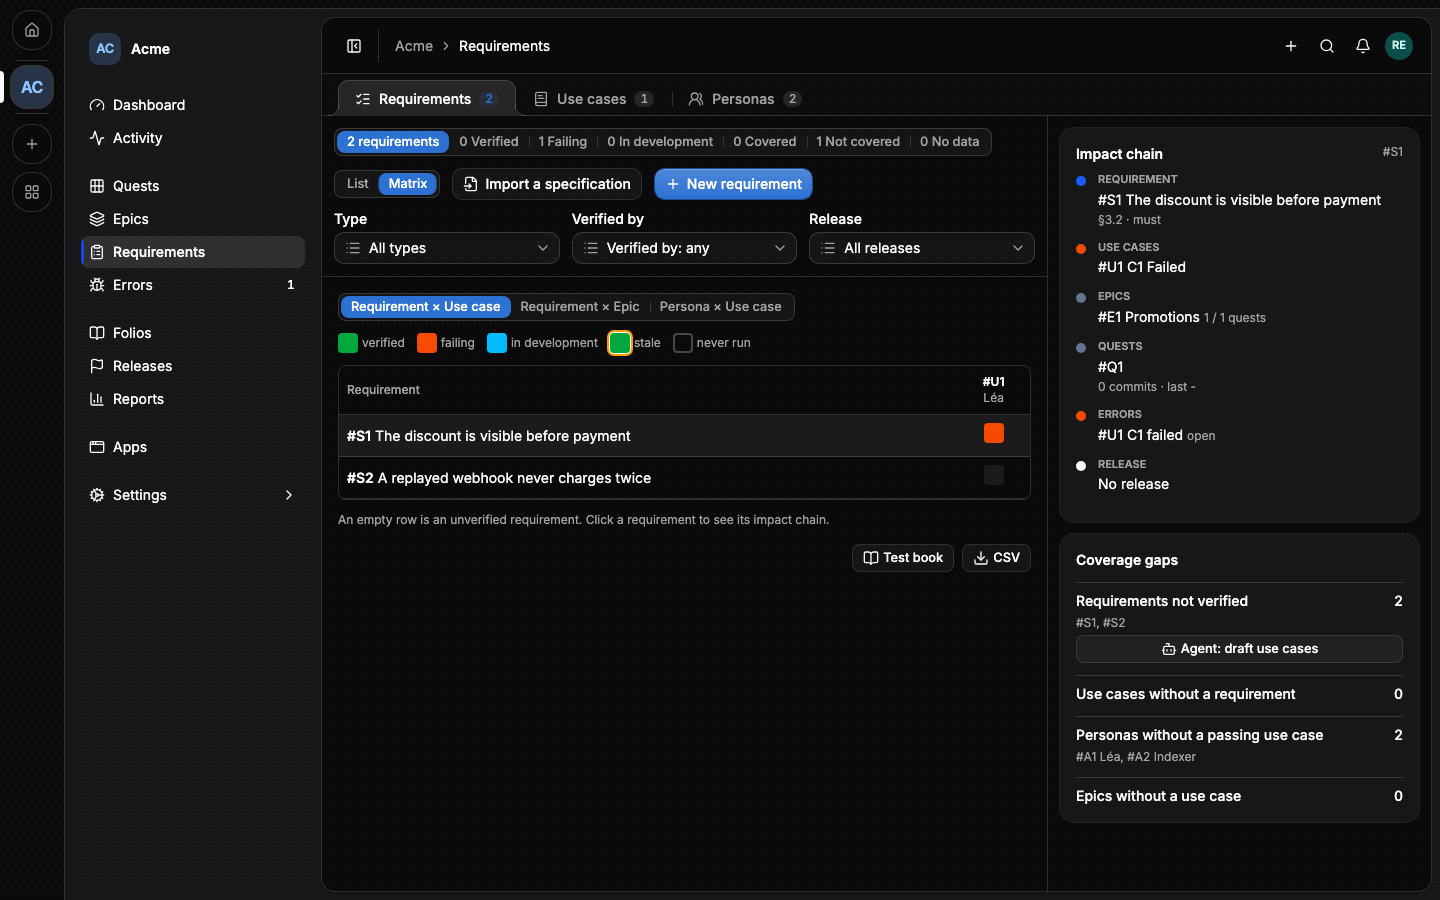 AC Acme
AC
Dashboard
Activity
Quests
Epics
Requirements
Errors 1
Folios
Releases
Reports
Apps
Settings
Acme > Requirements
RE
Requirements 2
Use cases 1
Personas 2
2 requirements 0 Verified 1 Failing 0 In development 0 Covered 1 Not covered 0 No data
List Matrix Import a specification + New requirement
Type Verified by Release
All types Verified by: any All releases
Requirement × Use case Requirement × Epic Persona × Use case
verified failing in development stale never run
Requirement #U1
Léa
#S1 The discount is visible before payment
#S2 A replayed webhook never charges twice
An empty row is an unverified requirement. Click a requirement to see its impact chain.
Test book CSV
Impact chain #S1
REQUIREMENT
#S1 The discount is visible before payment
§3.2 · must
USE CASES
#U1 C1 Failed
EPICS
#E1 Promotions 1 / 1 quests
QUESTS
#Q1
0 commits · last -
ERRORS
#U1 C1 failed open
RELEASE
No release
Coverage gaps
Requirements not verified 2
#S1, #S2
Agent: draft use cases
Use cases without a requirement 0
Personas without a passing use case 2
#A1 Léa, #A2 Indexer
Epics without a use case 0